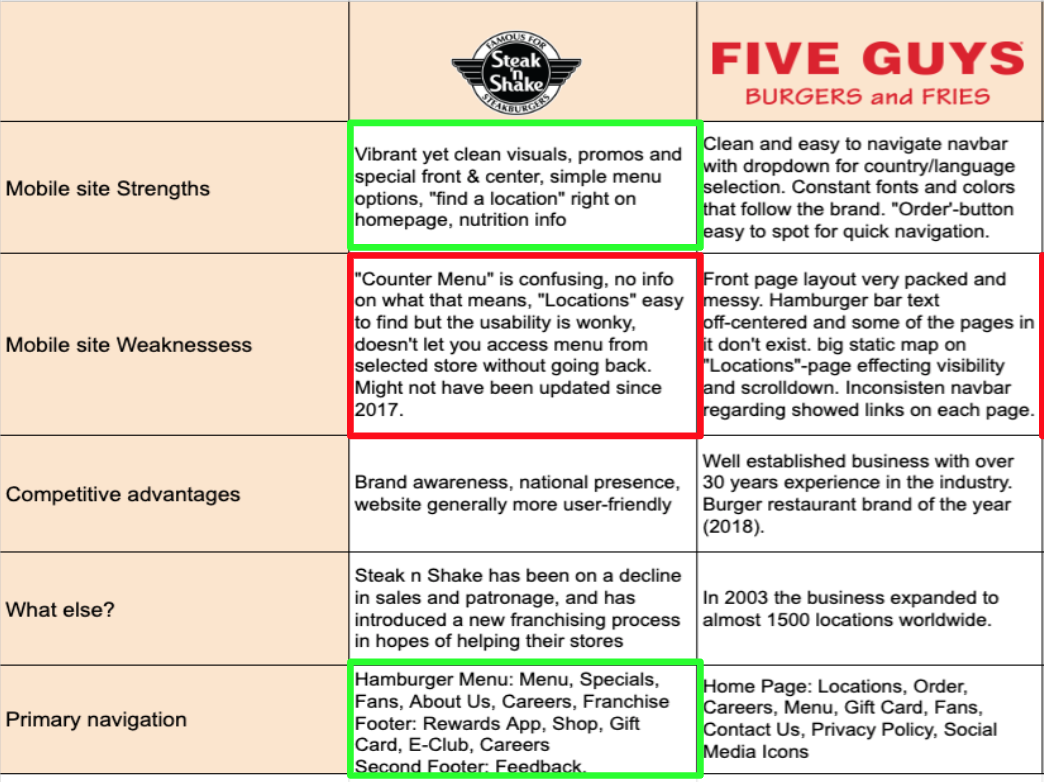 FAMOUS FOR
Steak
'n
Shake
STEAKBURGERS
FIVE GUYS
BURGERS and FRIES
Mobile site Strengths
Vibrant yet clean visuals, promos and
special front & center, simple menu
options, "find a location" right on
homepage, nutrition info
Clean and easy to navigate navbar
with dropdown for country/language
selection. Constant fonts and colors
that follow the brand. "Order'-button
easy to spot for quick navigation.
Mobile site Weaknessess
"Counter Menu" is confusing, no info
on what that means, "Locations" easy
to find but the usability is wonky,
doesn't let you access menu from
selected store without going back.
Might not have been updated since
2017.
Front page layout very packed and
messy. Hamburger bar text
off-centered and some of the pages in
it don't exist. big static map on
"Locations"-page effecting visibility
and scrolldown. Inconsisten navbar
regarding showed links on each page.
Competitive advantages
Brand awareness, national presence,
website generally more user-friendly
Well established business with over
30 years experience in the industry.
Burger restaurant brand of the year
(2018).
What else?
Steak n Shake has been on a decline
in sales and patronage, and has
introduced a new franchising process
in hopes of helping their stores
In 2003 the business expanded to
almost 1500 locations worldwide.
Primary navigation
Hamburger Menu: Menu, Specials,
Fans, About Us, Careers, Franchise
Footer: Rewards App, Shop, Gift
Card, E-Club, Careers
Second Footer: Feedback,
Home Page: Locations, Order,
Careers, Menu, Gift Card, Fans,
Contact Us, Privacy Policy, Social
Media Icons